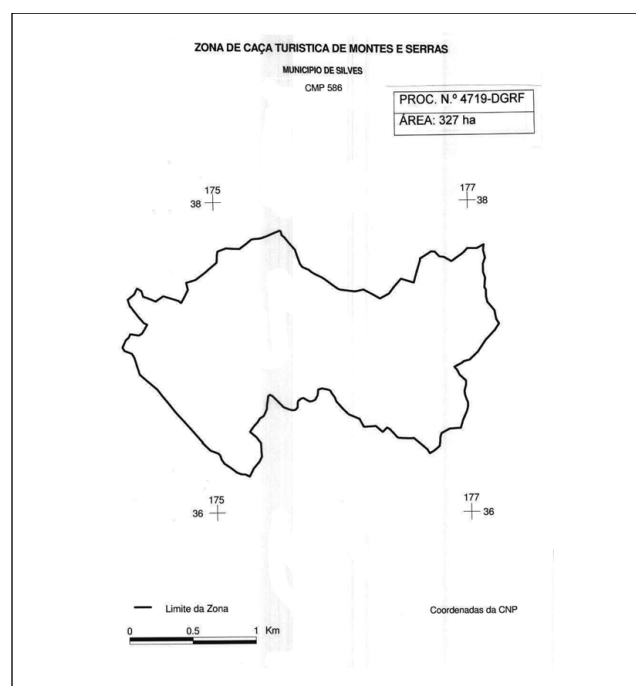 ZONA DE CAÇA TURISTICA DE MONTES E SERRAS
MUNICIPIO DE SILVES
CMP 586
PROC. N.º 4719-DGRF
ÁREA: 327 ha
175
38
177
38
175
36
177
36
Limite da Zona
Coordenadas da CNP
0 0.5 1 Km